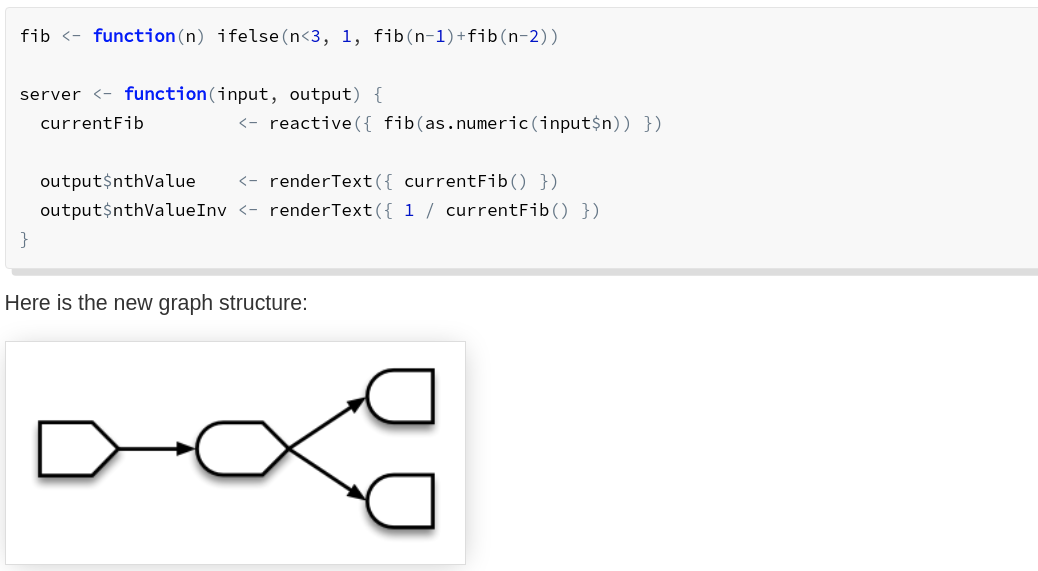 fib <- function(n) ifelse(n<3, 1, fib(n-1)+fib(n-2))
server <- function(input, output) {
  currentFib         <- reactive({ fib(as.numeric(input$n)) })
  output$nthValue    <- renderText({ currentFib() })
  output$nthValueInv <- renderText({ 1 / currentFib() })
}
Here is the new graph structure: